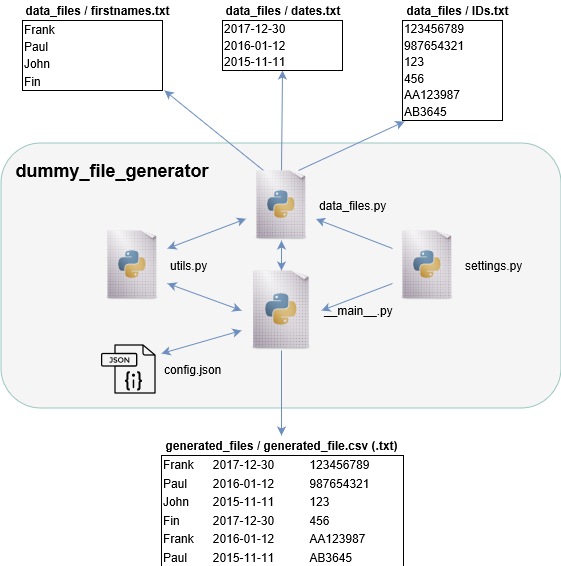 data_files / firstnames.txt
Frank
Paul
John
Fin
data_files / dates.txt
2017-12-30
2016-01-12
2015-11-11
data_files / IDs.txt
123456789
987654321
123
456
AA123987
AB3645
dummy_file_generator
data_files.py
utils.py
settings.py
__main__.py
JSON
{i}
config.json
generated_files / generated_file.csv (.txt)
Frank 2017-12-30 123456789
Paul 2016-01-12 987654321
John 2015-11-11 123
Fin 2017-12-30 456
Frank 2016-01-12 AA123987
Paul 2015-11-11 AB3645